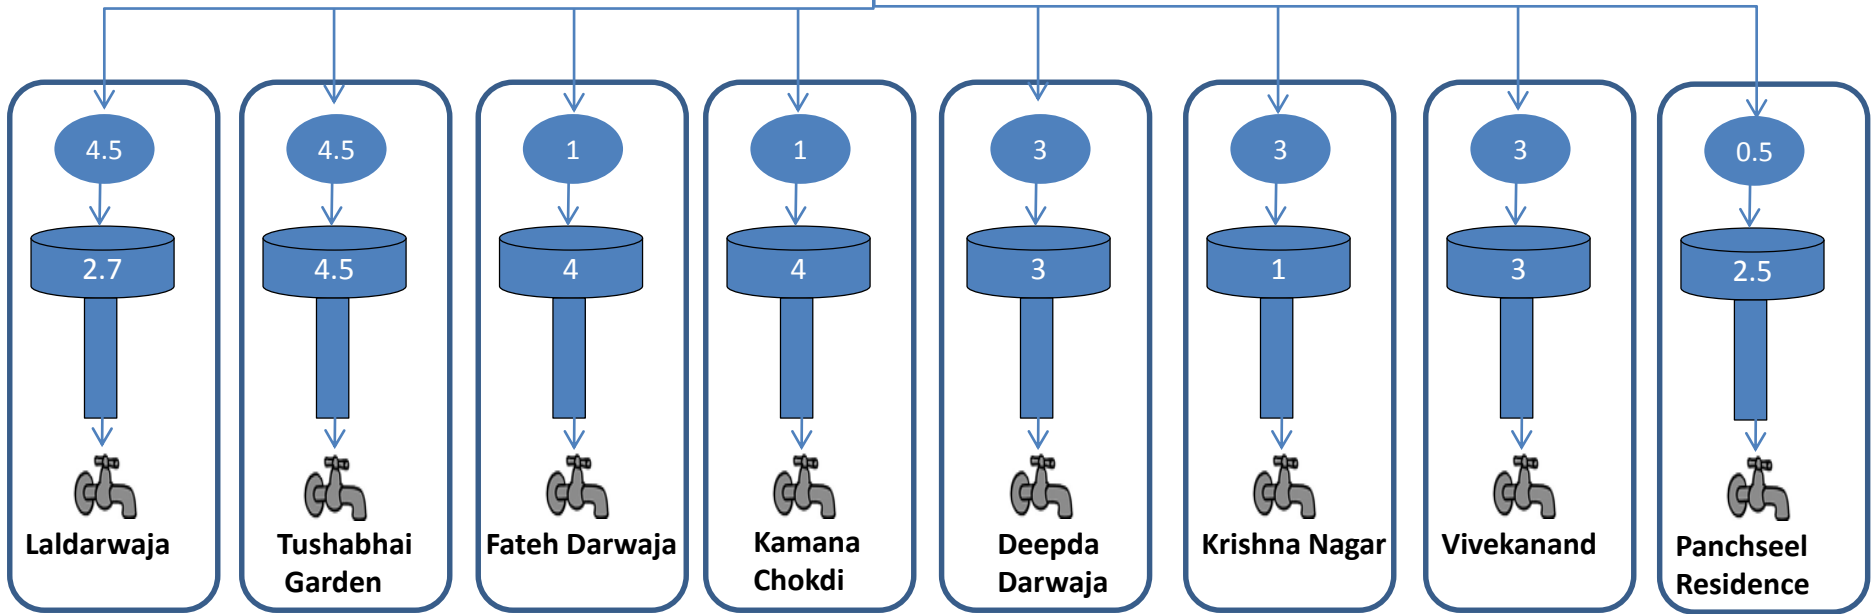 4.5 4.5 1 1 3 3 3 0.5
2.7 4.5 4 4 3 1 3 2.5
Laldarwaja
Tushabhai
Garden
Fateh Darwaja
Kamana
Chokdi
Deepda
Darwaja
Krishna Nagar
Vivekanand
Panchseel
Residence